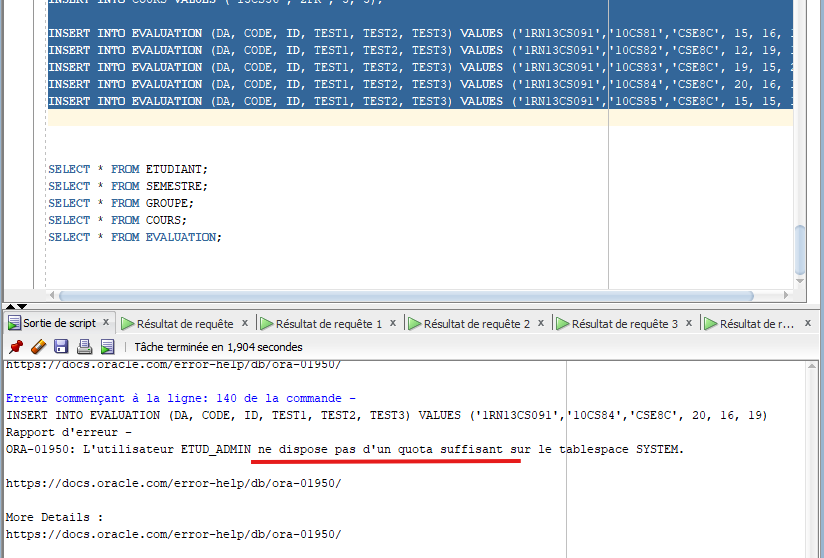 INSERT INTO COURS VALUES ('15CS56', 'ZFR', 3, 3);
INSERT INTO EVALUATION (DA, CODE, ID, TEST1, TEST2, TEST3) VALUES ('1RN13CS091','10CS81','CSE8C', 15, 16,
INSERT INTO EVALUATION (DA, CODE, ID, TEST1, TEST2, TEST3) VALUES ('1RN13CS091','10CS82','CSE8C', 12, 19,
INSERT INTO EVALUATION (DA, CODE, ID, TEST1, TEST2, TEST3) VALUES ('1RN13CS091','10CS83','CSE8C', 19, 15, 2
INSERT INTO EVALUATION (DA, CODE, ID, TEST1, TEST2, TEST3) VALUES ('1RN13CS091','10CS84','CSE8C', 20, 16, 1
INSERT INTO EVALUATION (DA, CODE, ID, TEST1, TEST2, TEST3) VALUES ('1RN13CS091','10CS85','CSE8C', 15, 15,
SELECT * FROM ETUDIANT;
SELECT * FROM SEMESTRE;
SELECT * FROM GROUPE;
SELECT * FROM COURS;
SELECT * FROM EVALUATION;
Sortie de script x Résultat de requête x Résultat de requête 1 x Résultat de requête 2 x Résultat de requête 3 x Résultat de r... x
Tâche terminée en 1,904 secondes
https://docs.oracle.com/error-help/db/ora-01950/
Erreur commençant à la ligne: 140 de la commande -
INSERT INTO EVALUATION (DA, CODE, ID, TEST1, TEST2, TEST3) VALUES ('1RN13CS091','10CS84','CSE8C', 20, 16, 19)
Rapport d'erreur -
ORA-01950: L'utilisateur ETUD_ADMIN ne dispose pas d'un quota suffisant sur le tablespace SYSTEM.
https://docs.oracle.com/error-help/db/ora-01950/
More Details :
https://docs.oracle.com/error-help/db/ora-01950/